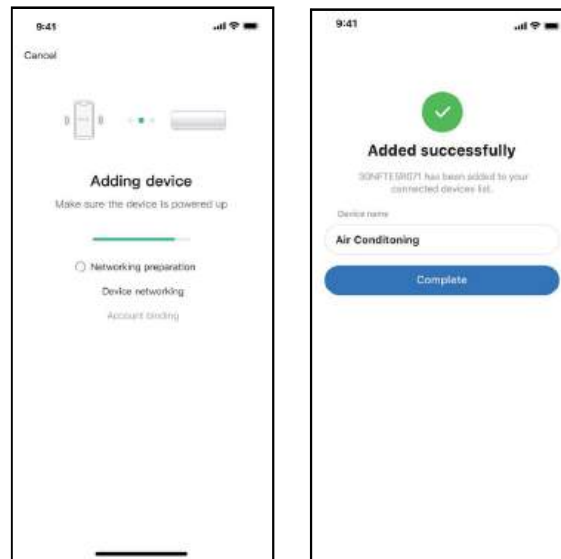 9:41
Cancel
Adding device
Make sure the device is powered up
Networking preparation
Device networking
Account binding
9:41
Added successfully
has been added to your
connected devices list.
Device name
Air Conditoning
Complete